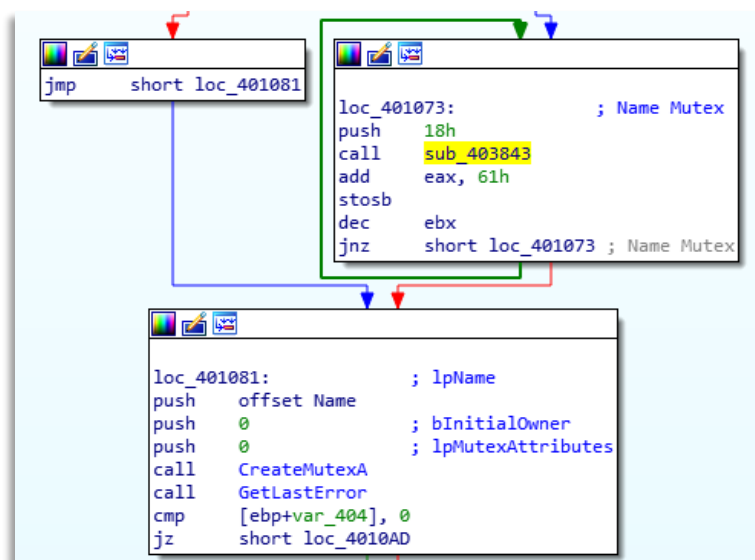 jmp     short loc_401081
loc_401073:              ; Name Mutex
push    18h
call    sub_403843
add     eax, 61h
stosb
dec     ebx
jnz     short loc_401073 ; Name Mutex
loc_401081:              ; lpName
push    offset Name
push    0                ; bInitialOwner
push    0                ; lpMutexAttributes
call    CreateMutexA
call    GetLastError
cmp     [ebp+var_404], 0
jz      short loc_4010AD